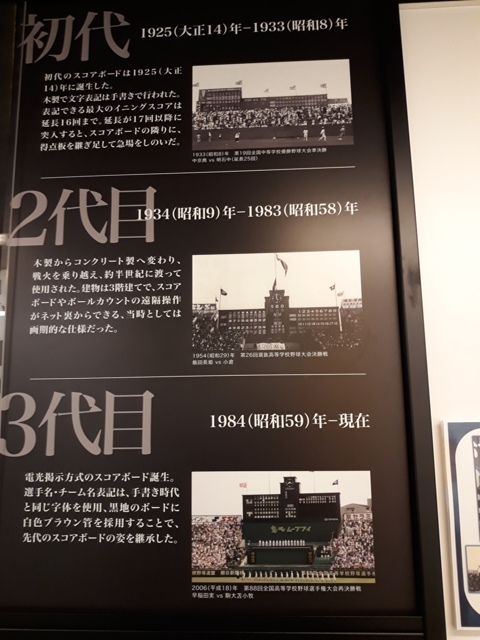 初代
1925(大正14)年−1933(昭和8)年
初代のスコアボードは1925(大正
14)年に誕生した。
木製で文字表記は手書きで行われた。
表記できる最大のイニングスコアは
延長16回まで。延長が17回以降に
突入すると、スコアボードの隣りに、
得点板を継ぎ足して急場をしのいだ。
1933(昭和8)年 第19回全国中等学校優勝野球大会準決勝
中京商 vs 明石中(延長25回)
2代目
1934(昭和9)年−1983(昭和58)年
木製からコンクリート製へ変わり、
戦火を乗り越え、約半世紀に渡って
使用された。建物は3階建てで、スコア
ボードやボールカウントの遠隔操作
がネット裏からできる、当時としては
画期的な仕様だった。
1954(昭和29)年 第26回選抜高等学校野球大会決勝戦
飯田長姫 vs 小倉
3代目
1984(昭和59)年−現在
電光掲示方式のスコアボード誕生。
選手名・チーム名表記は、手書き時代
と同じ字体を使用、黒地のボードに
白色ブラウン管を採用することで、
先代のスコアボードの姿を継承した。
2006(平成18)年 第88回全国高等学校野球選手権大会再決勝戦
早稲田実 vs 駒大苫小牧